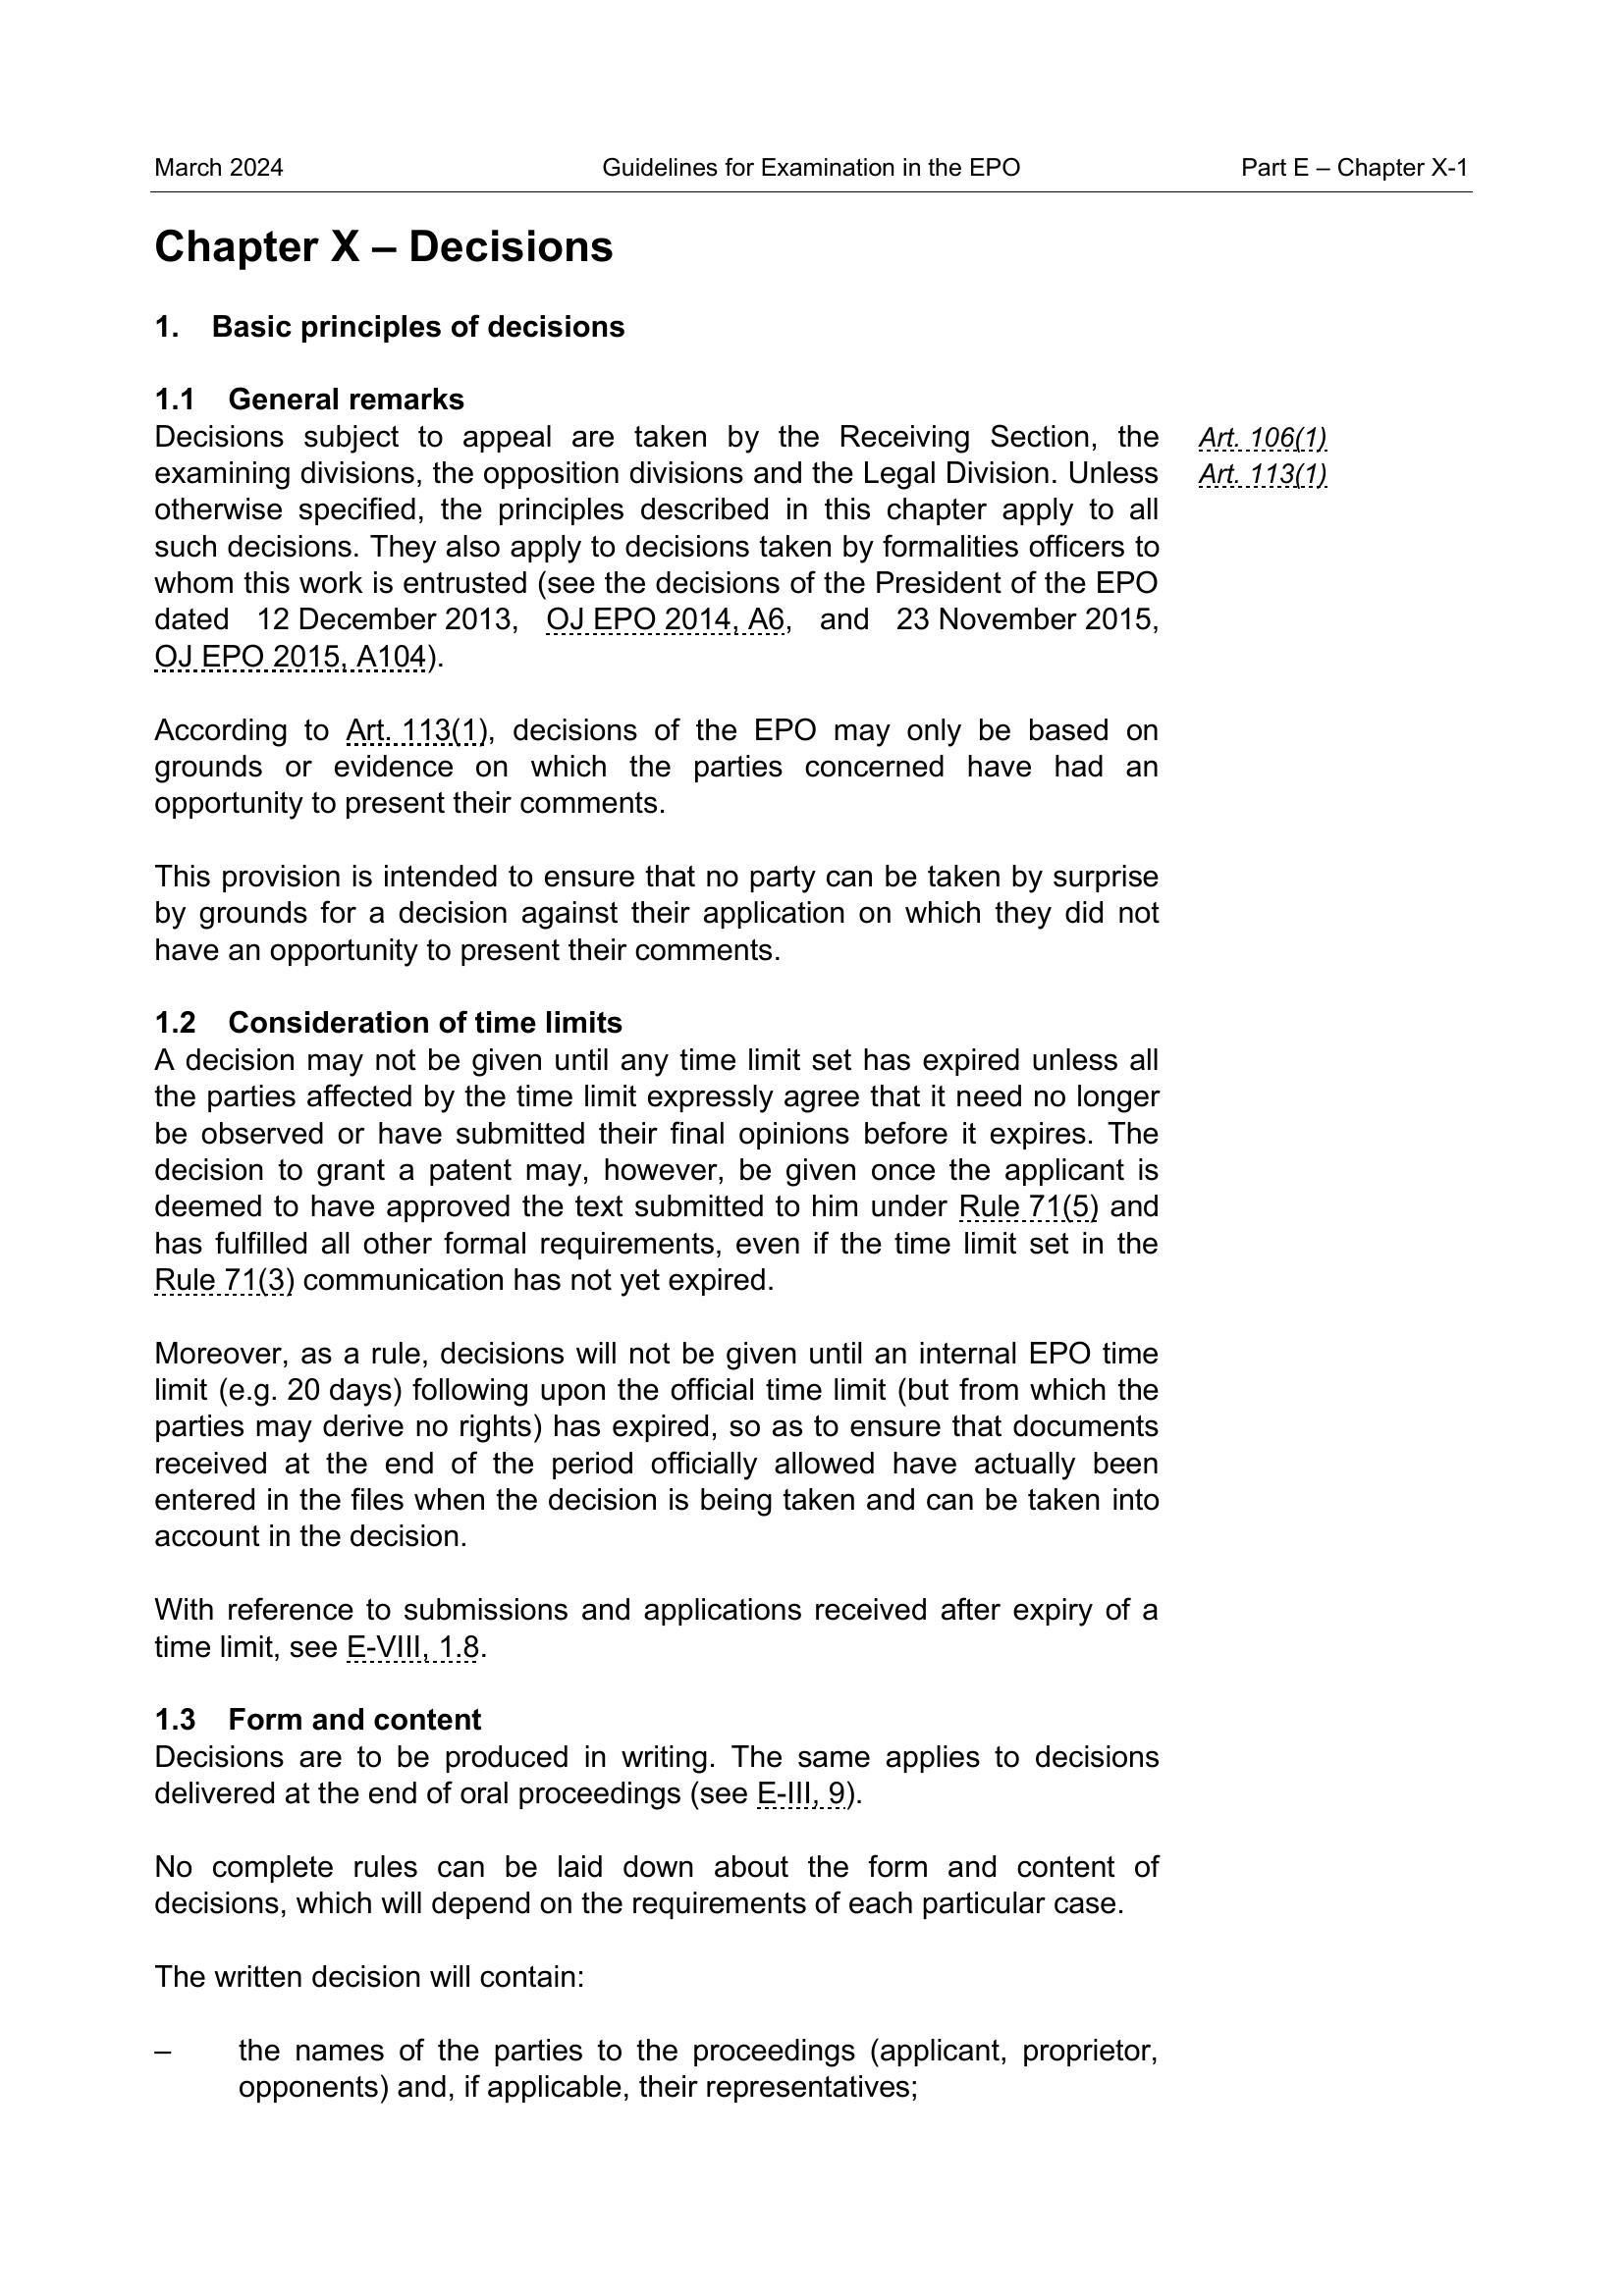 March 2024 Guidelines for Examination in the EPO Part E – Chapter X-1
Chapter X – Decisions
1. Basic principles of decisions
1.1 General remarks
Decisions subject to appeal are taken by the Receiving Section, the
examining divisions, the opposition divisions and the Legal Division. Unless
otherwise specified, the principles described in this chapter apply to all
such decisions. They also apply to decisions taken by formalities officers to
whom this work is entrusted (see the decisions of the President of the EPO
dated 12 December 2013, OJ EPO 2014, A6, and 23 November 2015,
OJ EPO 2015, A104).
Art. 106(1)
Art. 113(1)
According to Art. 113(1), decisions of the EPO may only be based on
grounds or evidence on which the parties concerned have had an
opportunity to present their comments.
This provision is intended to ensure that no party can be taken by surprise
by grounds for a decision against their application on which they did not
have an opportunity to present their comments.
1.2 Consideration of time limits
A decision may not be given until any time limit set has expired unless all
the parties affected by the time limit expressly agree that it need no longer
be observed or have submitted their final opinions before it expires. The
decision to grant a patent may, however, be given once the applicant is
deemed to have approved the text submitted to him under Rule 71(5) and
has fulfilled all other formal requirements, even if the time limit set in the
Rule 71(3) communication has not yet expired.
Moreover, as a rule, decisions will not be given until an internal EPO time
limit (e.g. 20 days) following upon the official time limit (but from which the
parties may derive no rights) has expired, so as to ensure that documents
received at the end of the period officially allowed have actually been
entered in the files when the decision is being taken and can be taken into
account in the decision.
With reference to submissions and applications received after expiry of a
time limit, see E-VIII, 1.8.
1.3 Form and content
Decisions are to be produced in writing. The same applies to decisions
delivered at the end of oral proceedings (see E-III, 9).
No complete rules can be laid down about the form and content of
decisions, which will depend on the requirements of each particular case.
The written decision will contain:
– the names of the parties to the proceedings (applicant, proprietor,
opponents) and, if applicable, their representatives;